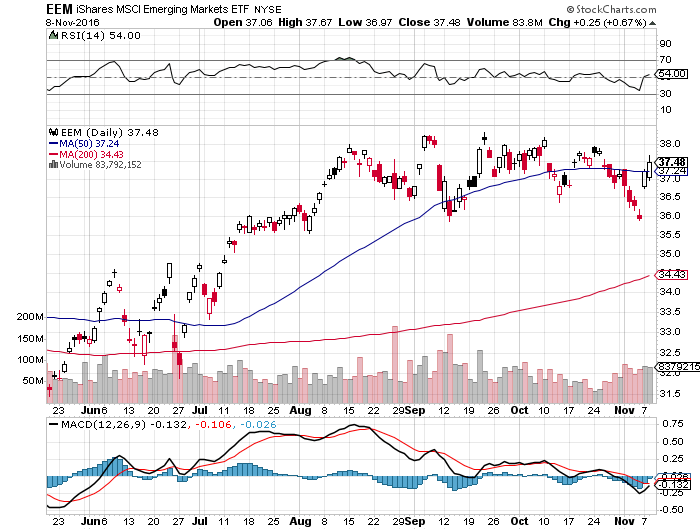 EEM iShares MSCI Emerging Markets ETF NYSE © StockCharts.com
8-Nov-2016 Open 37.06 High 37.67 Low 36.97 Close 37.48 Volume 83.8M Chg +0.25 (+0.67%)
RSI(14) 54.00
90
70
54.00
30
10
EEM (Daily) 37.48
MA(50) 37.24
MA(200) 34.43
Volume 83,792,152
38.0
37.48
37.24
37.0
36.5
36.0
35.5
35.0
34.43
34.0
33.5
33.0
32.5
32.0
31.5
200M
150M
100M
50M
8379215
23 Jun 6 13 20 27 Jul 11 18 25 Aug 8 15 22 29 Sep 12 19 26 Oct 10 17 24 Nov 7
MACD(12,26,9) -0.132, -0.106, -0.026
0.75
0.50
0.25
-0.132
-0.25
-0.50
23 Jun 6 13 20 27 Jul 11 18 25 Aug 8 15 22 29 Sep 12 19 26 Oct 10 17 24 Nov 7